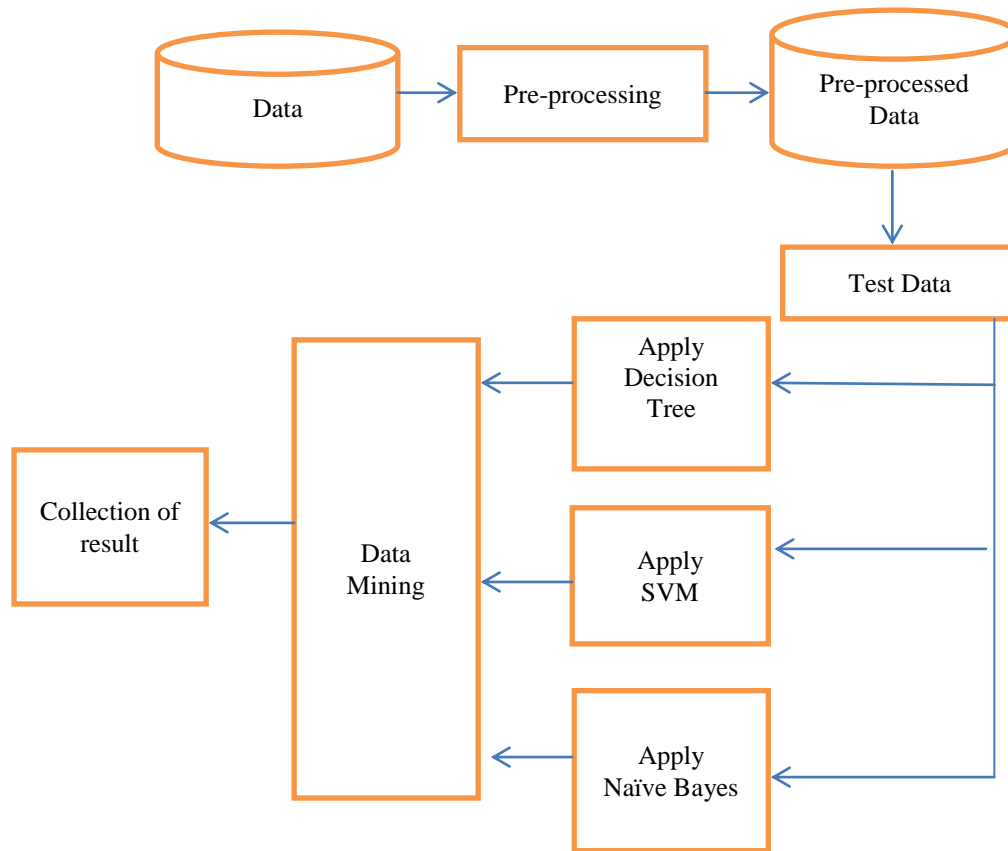 Data
Pre-processing
Pre-processed
Data
Test Data
Apply
Decision
Tree
Collection of
result
Data
Mining
Apply
SVM
Apply
Naïve Bayes